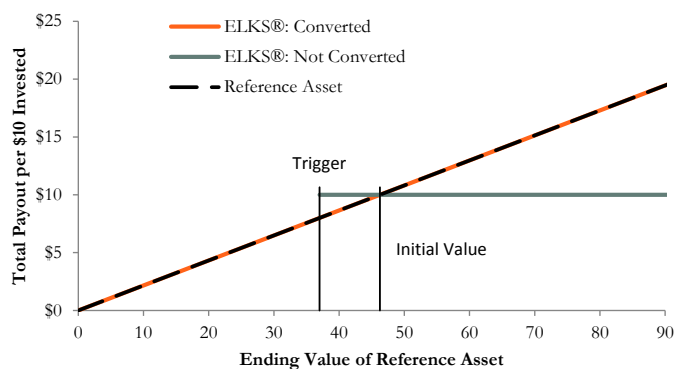 $25
$20
$15
$10
$5
$0
Total Payout per $10 Invested
ELKS®: Converted
ELKS®: Not Converted
Reference Asset
Trigger
Initial Value
0 10 20 30 40 50 60 70 80 90
Ending Value of Reference Asset